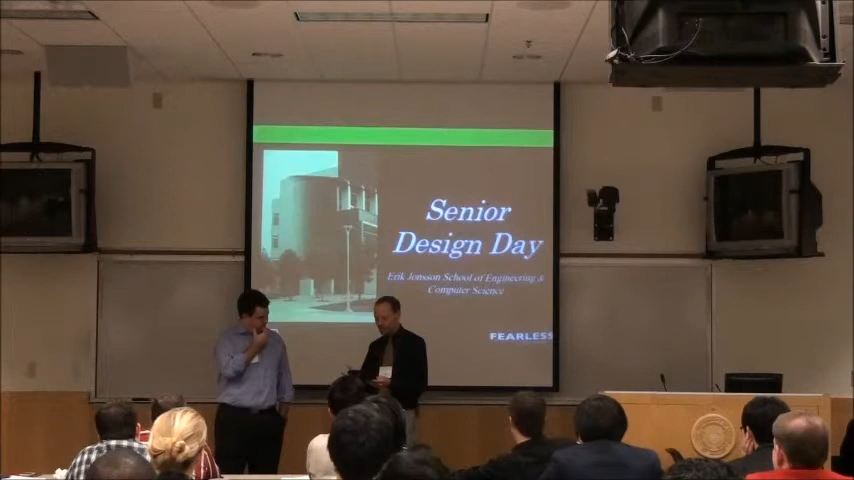 Senior
Design Day
Erik Jonsson School of Engineering &
Computer Science
FEARLESS